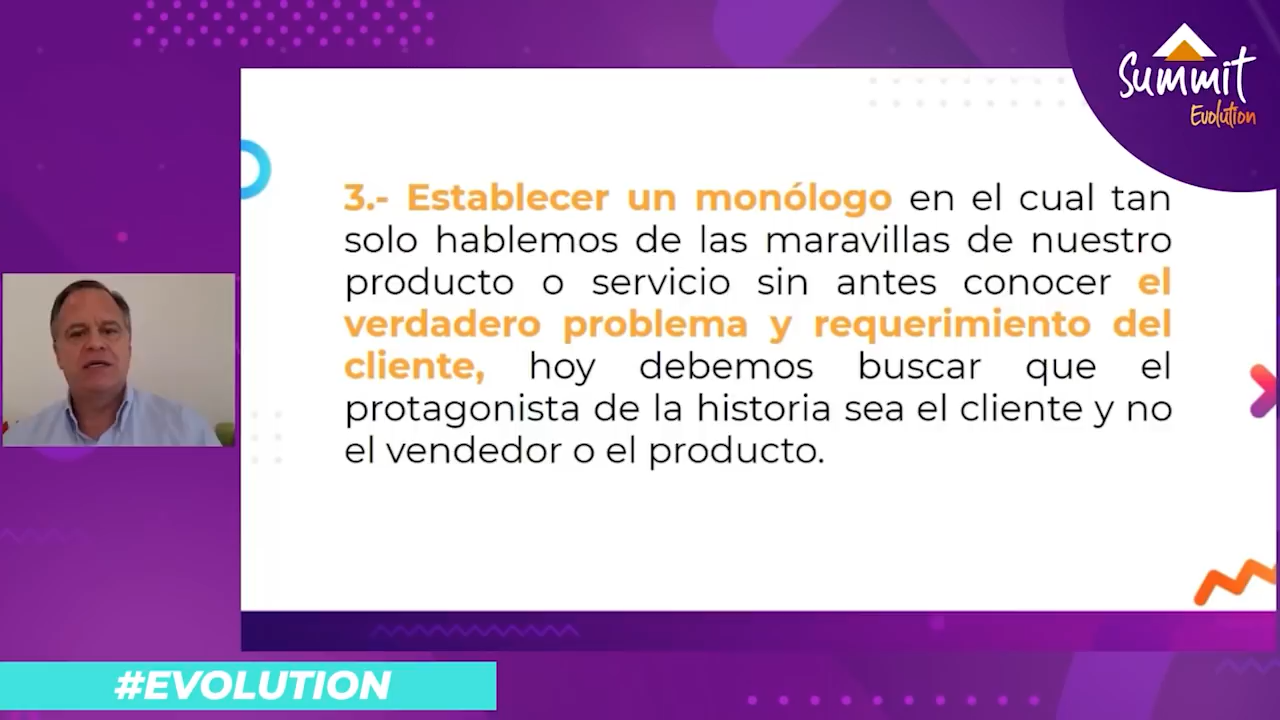 Summit
Evolution
3.- Establecer un monólogo en el cual tan
solo hablemos de las maravillas de nuestro
producto o servicio sin antes conocer el
verdadero problema y requerimiento del
cliente, hoy debemos buscar que el
protagonista de la historia sea el cliente y no
el vendedor o el producto.
#EVOLUTION